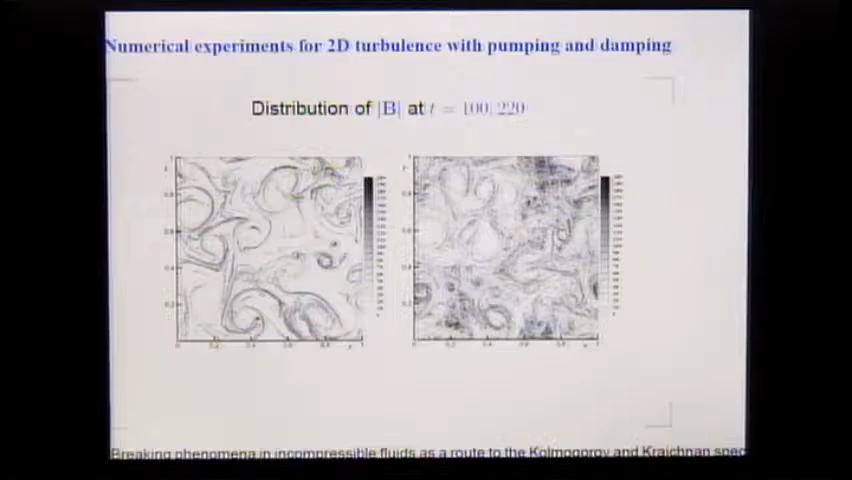 Numerical experiments for 2D turbulence with pumping and damping
Distribution of |B| at t = 100, 220
Breaking phenomena in incompressible fluids as a route to the Kolmogorov and Kraichnan spec